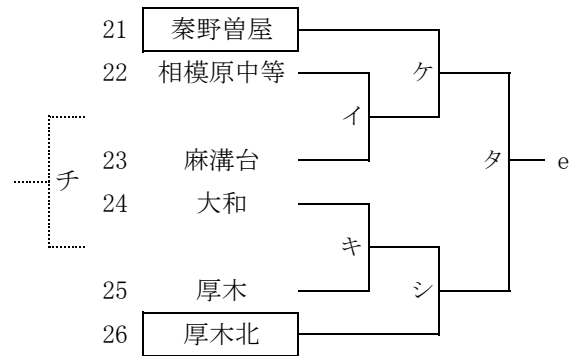 21 秦野曽屋
22 相模原中等 ケ
イ
チ 23 麻溝台 タ e
24 大和
キ
25 厚木 シ
26 厚木北